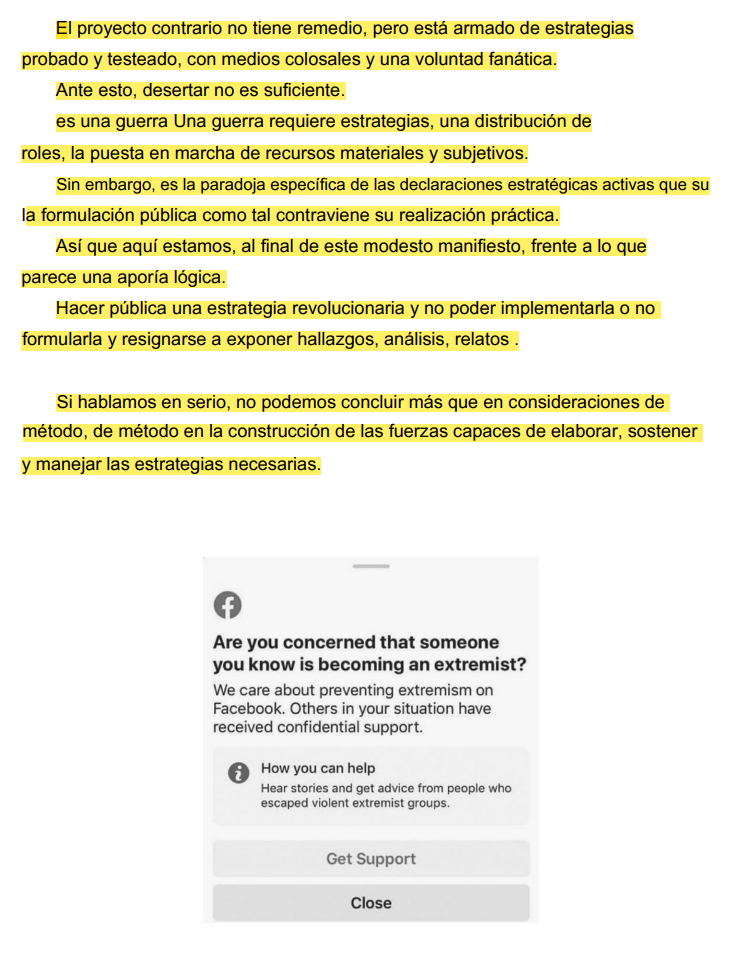 El proyecto contrario no tiene remedio, pero está armado de estrategias
probado y testeado, con medios colosales y una voluntad fanática.
Ante esto, desertar no es suficiente.
es una guerra Una guerra requiere estrategias, una distribución de
roles, la puesta en marcha de recursos materiales y subjetivos.
Sin embargo, es la paradoja específica de las declaraciones estratégicas activas que su
la formulación pública como tal contraviene su realización práctica.
Así que aquí estamos, al final de este modesto manifiesto, frente a lo que
parece una aporía lógica.
Hacer pública una estrategia revolucionaria y no poder implementarla o no
formularla y resignarse a exponer hallazgos, análisis, relatos .
Si hablamos en serio, no podemos concluir más que en consideraciones de
método, de método en la construcción de las fuerzas capaces de elaborar, sostener
y manejar las estrategias necesarias.
Are you concerned that someone
you know is becoming an extremist?
We care about preventing extremism on
Facebook. Others in your situation have
received confidential support.
How you can help
Hear stories and get advice from people who
escaped violent extremist groups.
Get Support
Close